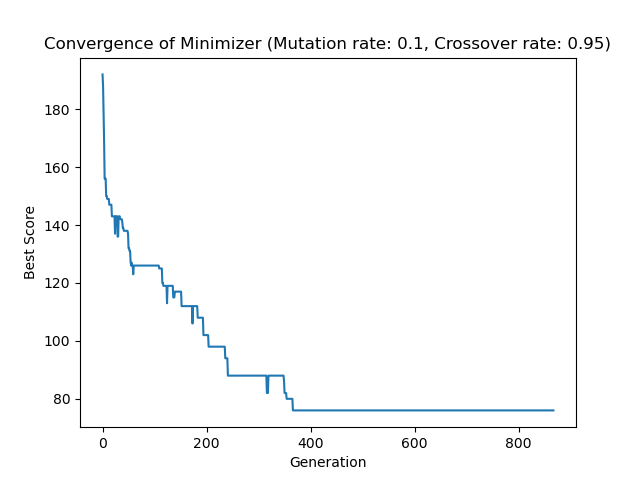 Convergence of Minimizer (Mutation rate: 0.1, Crossover rate: 0.95)
180
160
140
120
100
80
Best Score
0 200 400 600 800
Generation